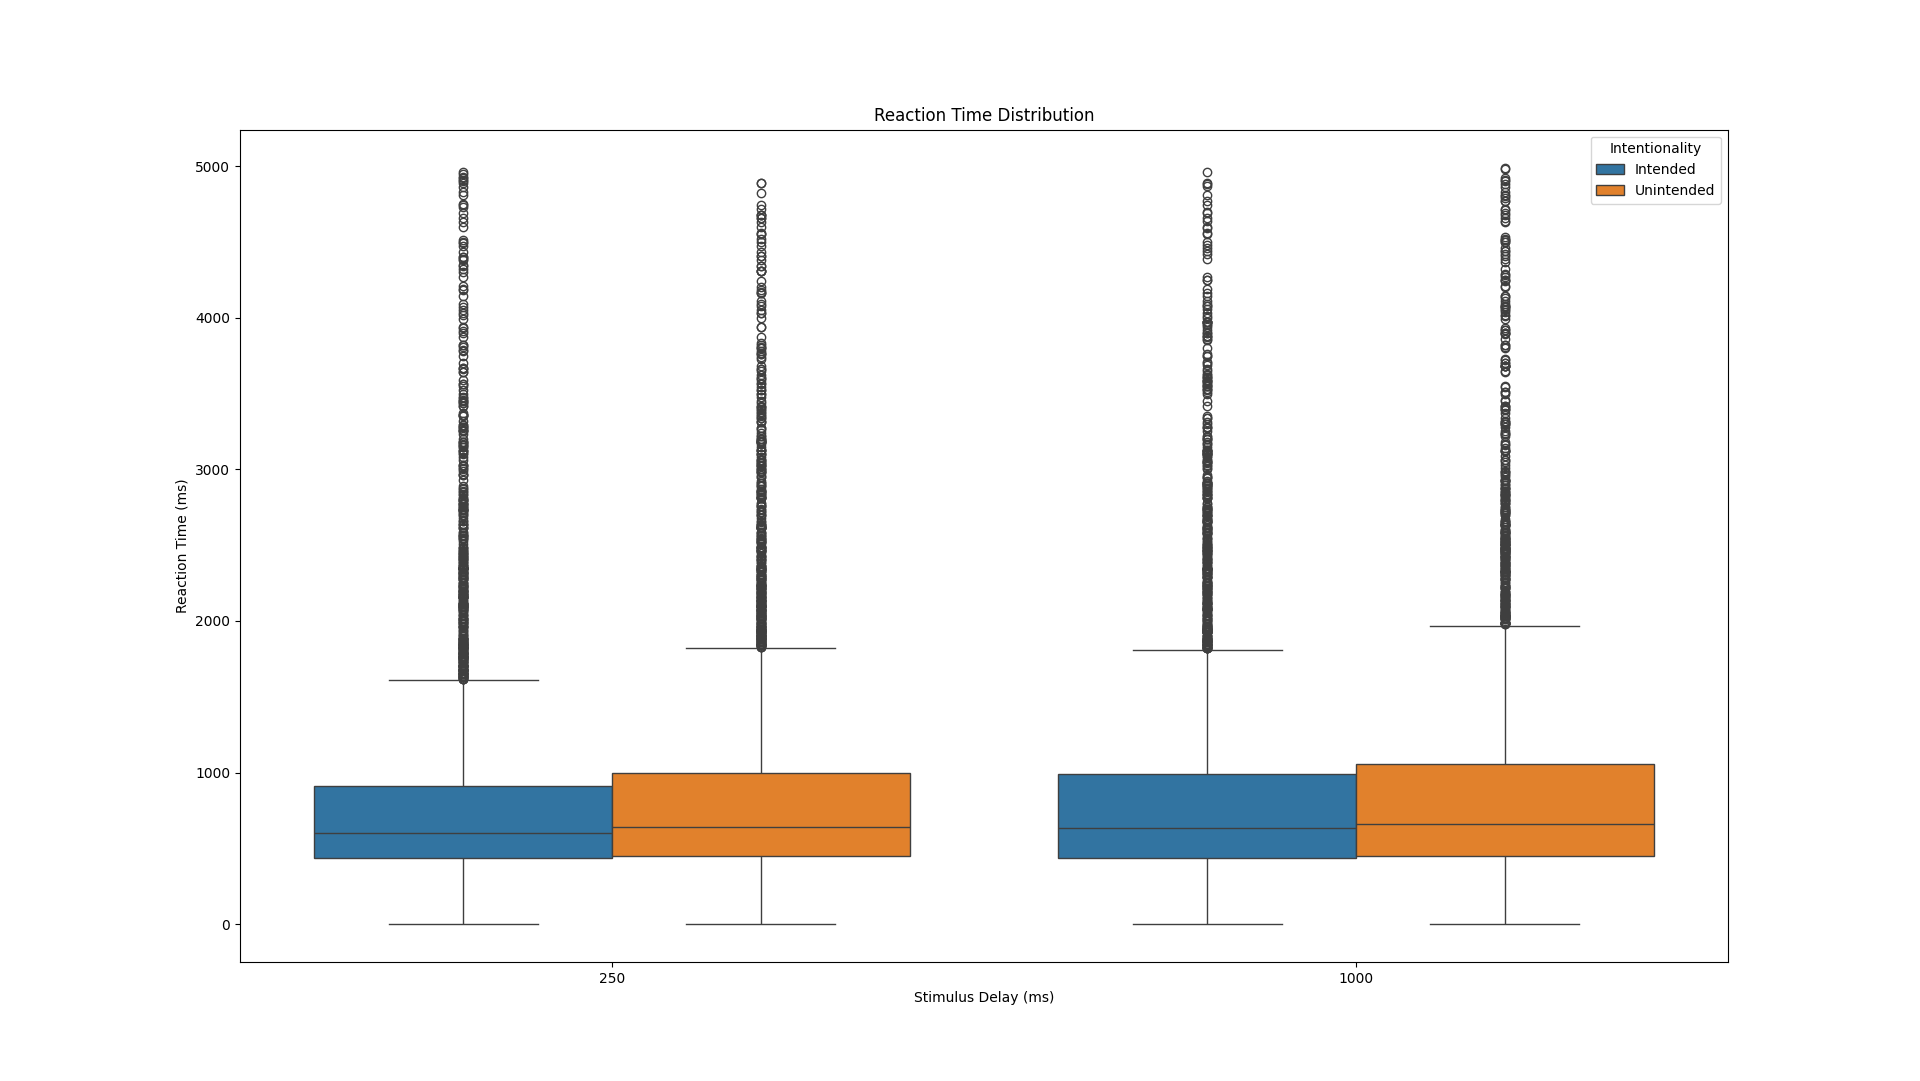 Reaction Time Distribution
Intentionality
Intended
Unintended
5000
4000
3000
2000
1000
0
Reaction Time (ms)
250
1000
Stimulus Delay (ms)